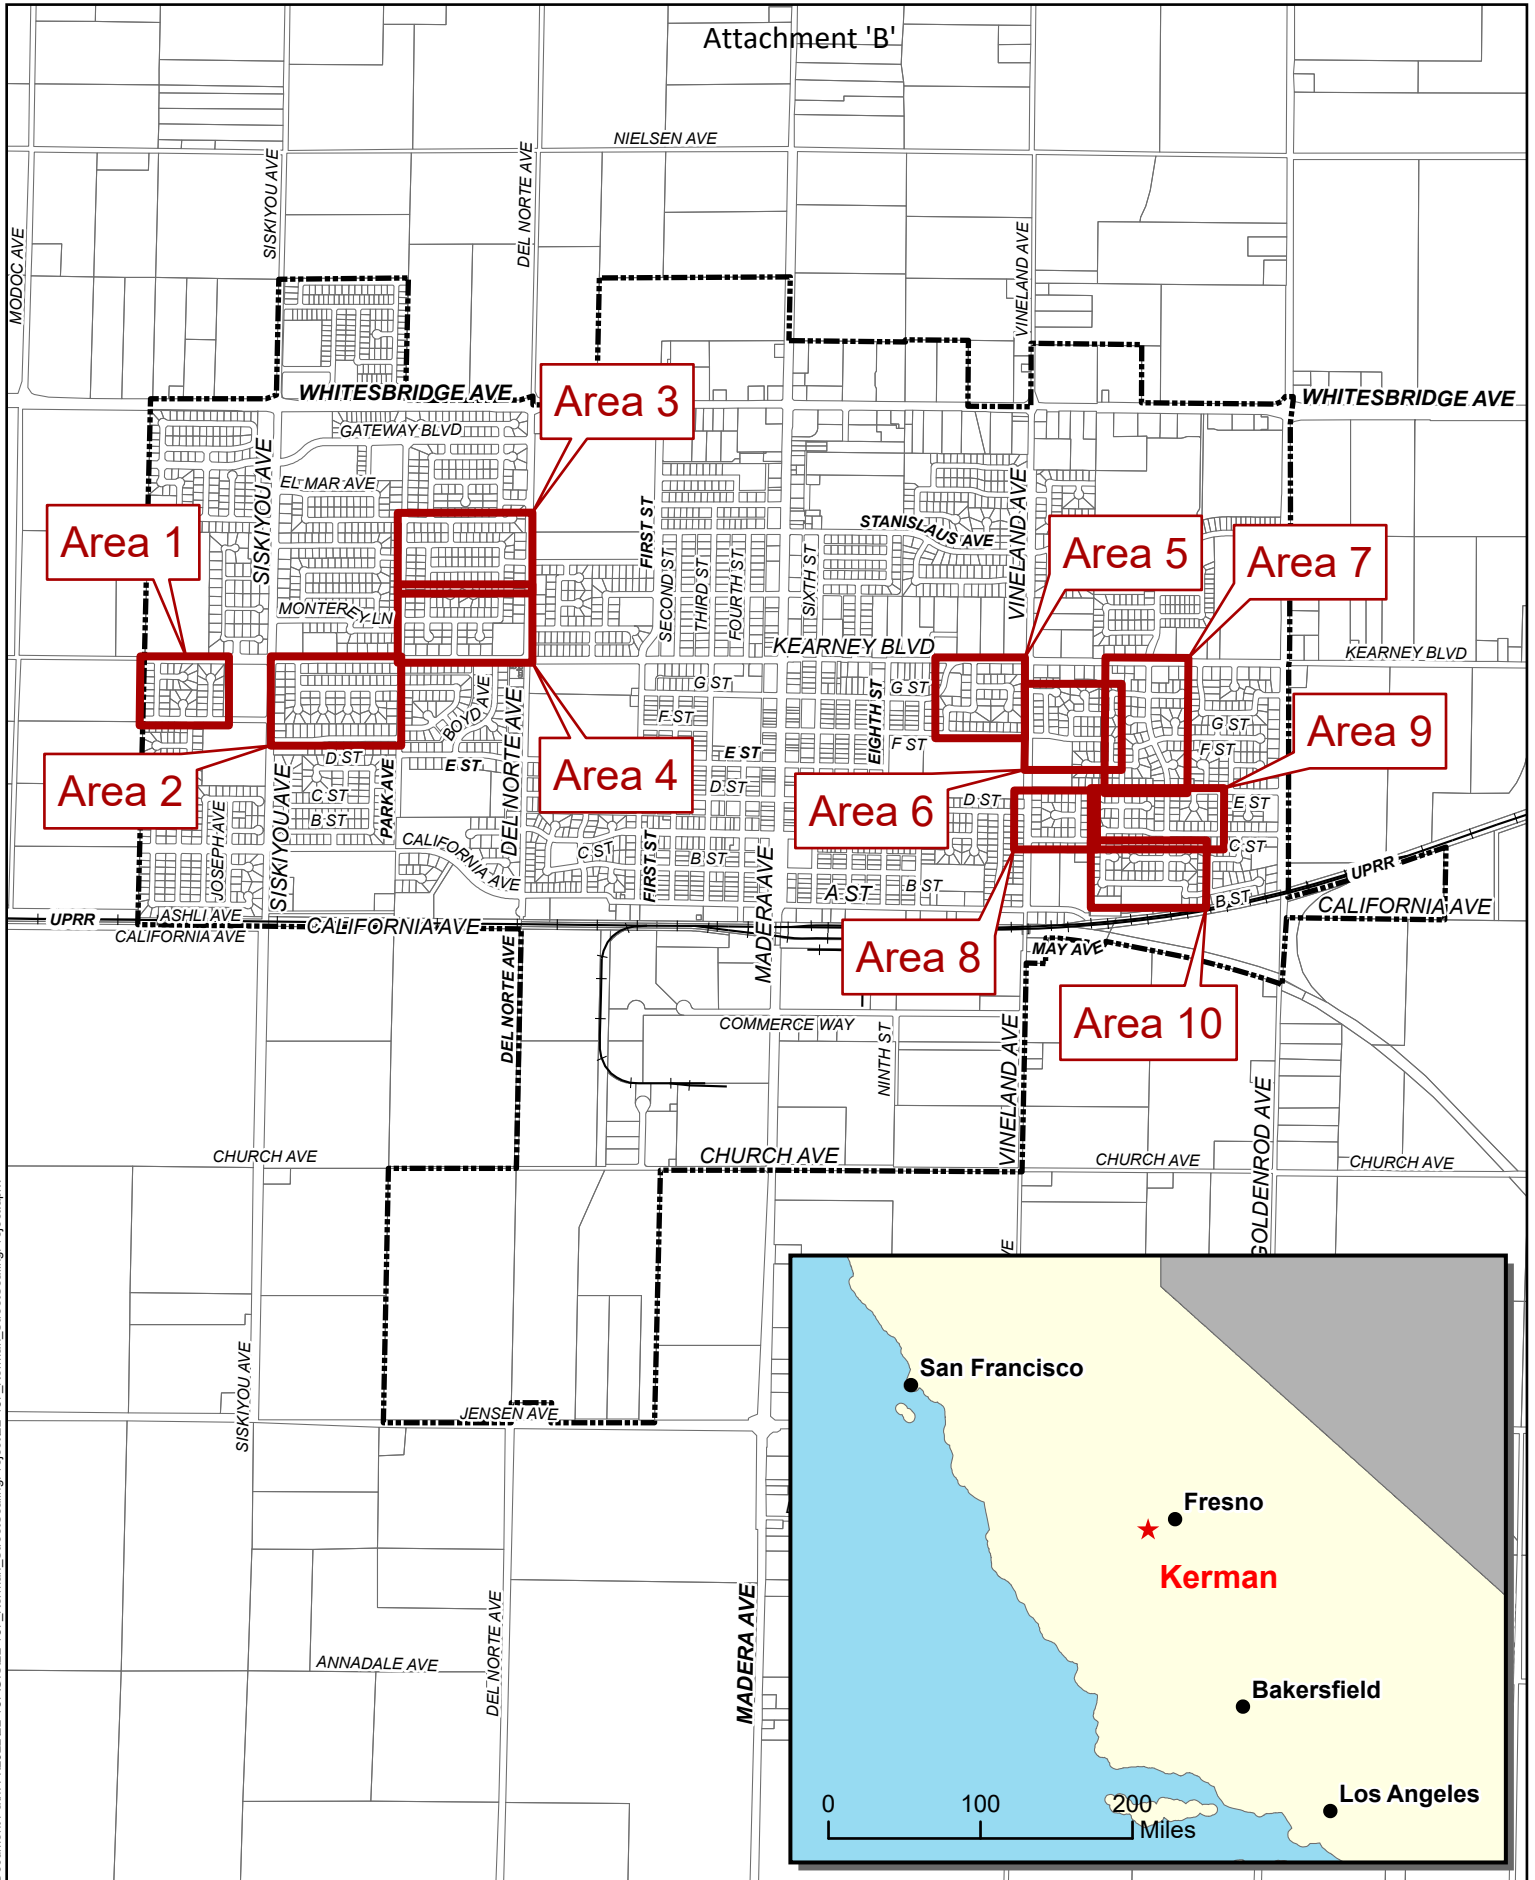 Attachment 'B'
NIELSEN AVE
SISKIYOU AVE
DEL NORTE AVE
MODOC AVE
VINELAND AVE
WHITESBRIDGE AVE
WHITESBRIDGE AVE
Area 3
GATEWAY BLVD
SISKIYOU AVE
EL MAR AVE
VINELAND AVE
FIRST ST
STANISLAUS AVE
Area 1
Area 5
Area 7
SECOND ST
THIRD ST
FOURTH ST
SIXTH ST
MONTEREY LN
KEARNEY BLVD
KEARNEY BLVD
G ST
G ST
BOYD AVE
DEL NORTE AVE
EIGHTH ST
F ST
F ST
G ST
F ST
Area 9
E ST
E ST
D ST
Area 2
Area 4
Area 6
SISKIYOU AVE
PARK AVE
D ST
C ST
B ST
D ST
E ST
JOSEPH AVE
CALIFORNIA AVE
C ST
FIRST ST
B ST
MADERA AVE
C ST
UPRR
A ST
B ST
B ST
UPRR
ASHLI AVE
CALIFORNIA AVE
CALIFORNIA AVE
CALIFORNIA AVE
Area 8
MAY AVE
DEL NORTE AVE
Area 10
COMMERCE WAY
NINTH ST
VINELAND AVE
GOLDENROD AVE
CHURCH AVE
CHURCH AVE
CHURCH AVE
CHURCH AVE
SISKIYOU AVE
JENSEN AVE
San Francisco
Fresno
Kerman
DEL NORTE AVE
MADERA AVE
ANNADALE AVE
Bakersfield
Los Angeles
0 100 200
Miles